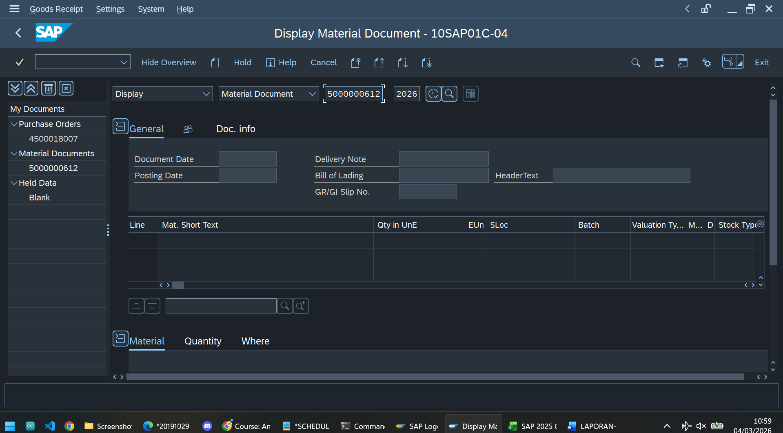 Goods Receipt Settings System Help
SAP Display Material Document - 10SAP01C-04
Hide Overview Hold Help Cancel Exit
Display Material Document 5000000612 2026
My Documents
Purchase Orders
4500018007
Material Documents
5000000612
Held Data
Blank
General Doc. info
Document Date Delivery Note
Posting Date Bill of Lading HeaderText
GR/GI Slip No.
Line Mat. Short Text Qty in UnE EUn SLoc Batch Valuation Ty... M... D Stock Type
Material Quantity Where
Screenshot *20191029 Course: An *SCHEDUL Comman SAP Log Display Ma SAP 2025 LAPORAN-
10:59
04/03/2026